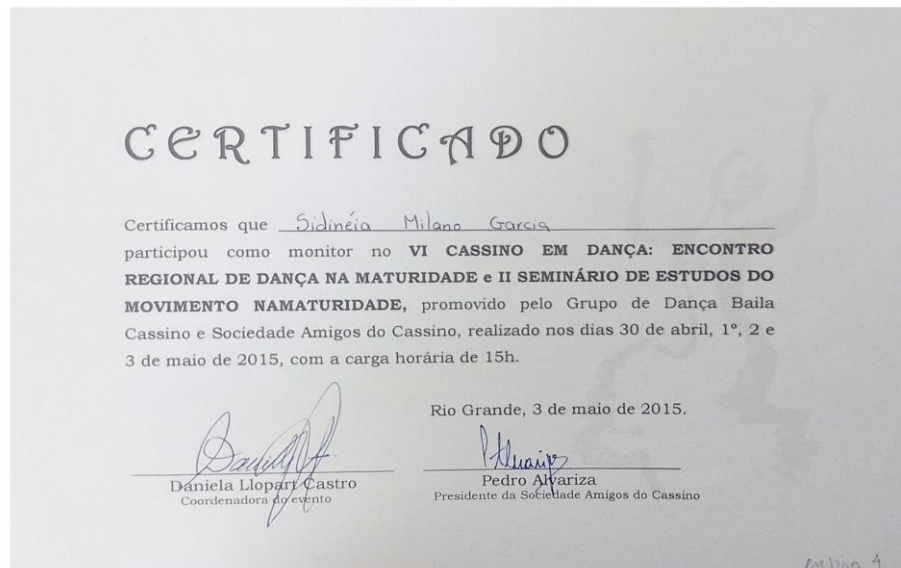 CERTIFICADO
Certificamos que Sidinéia Milano Garcia
participou como monitor no VI CASSINO EM DANÇA: ENCONTRO
REGIONAL DE DANÇA NA MATURIDADE e II SEMINÁRIO DE ESTUDOS DO
MOVIMENTO NAMATURIDADE, promovido pelo Grupo de Dança Baila
Cassino e Sociedade Amigos do Cassino, realizado nos dias 30 de abril, 1º, 2 e
3 de maio de 2015, com a carga horária de 15h.
Rio Grande, 3 de maio de 2015.
Daniela Llopart Castro
Coordenadora do evento
Pedro Alvariza
Presidente da Sociedade Amigos do Cassino
4